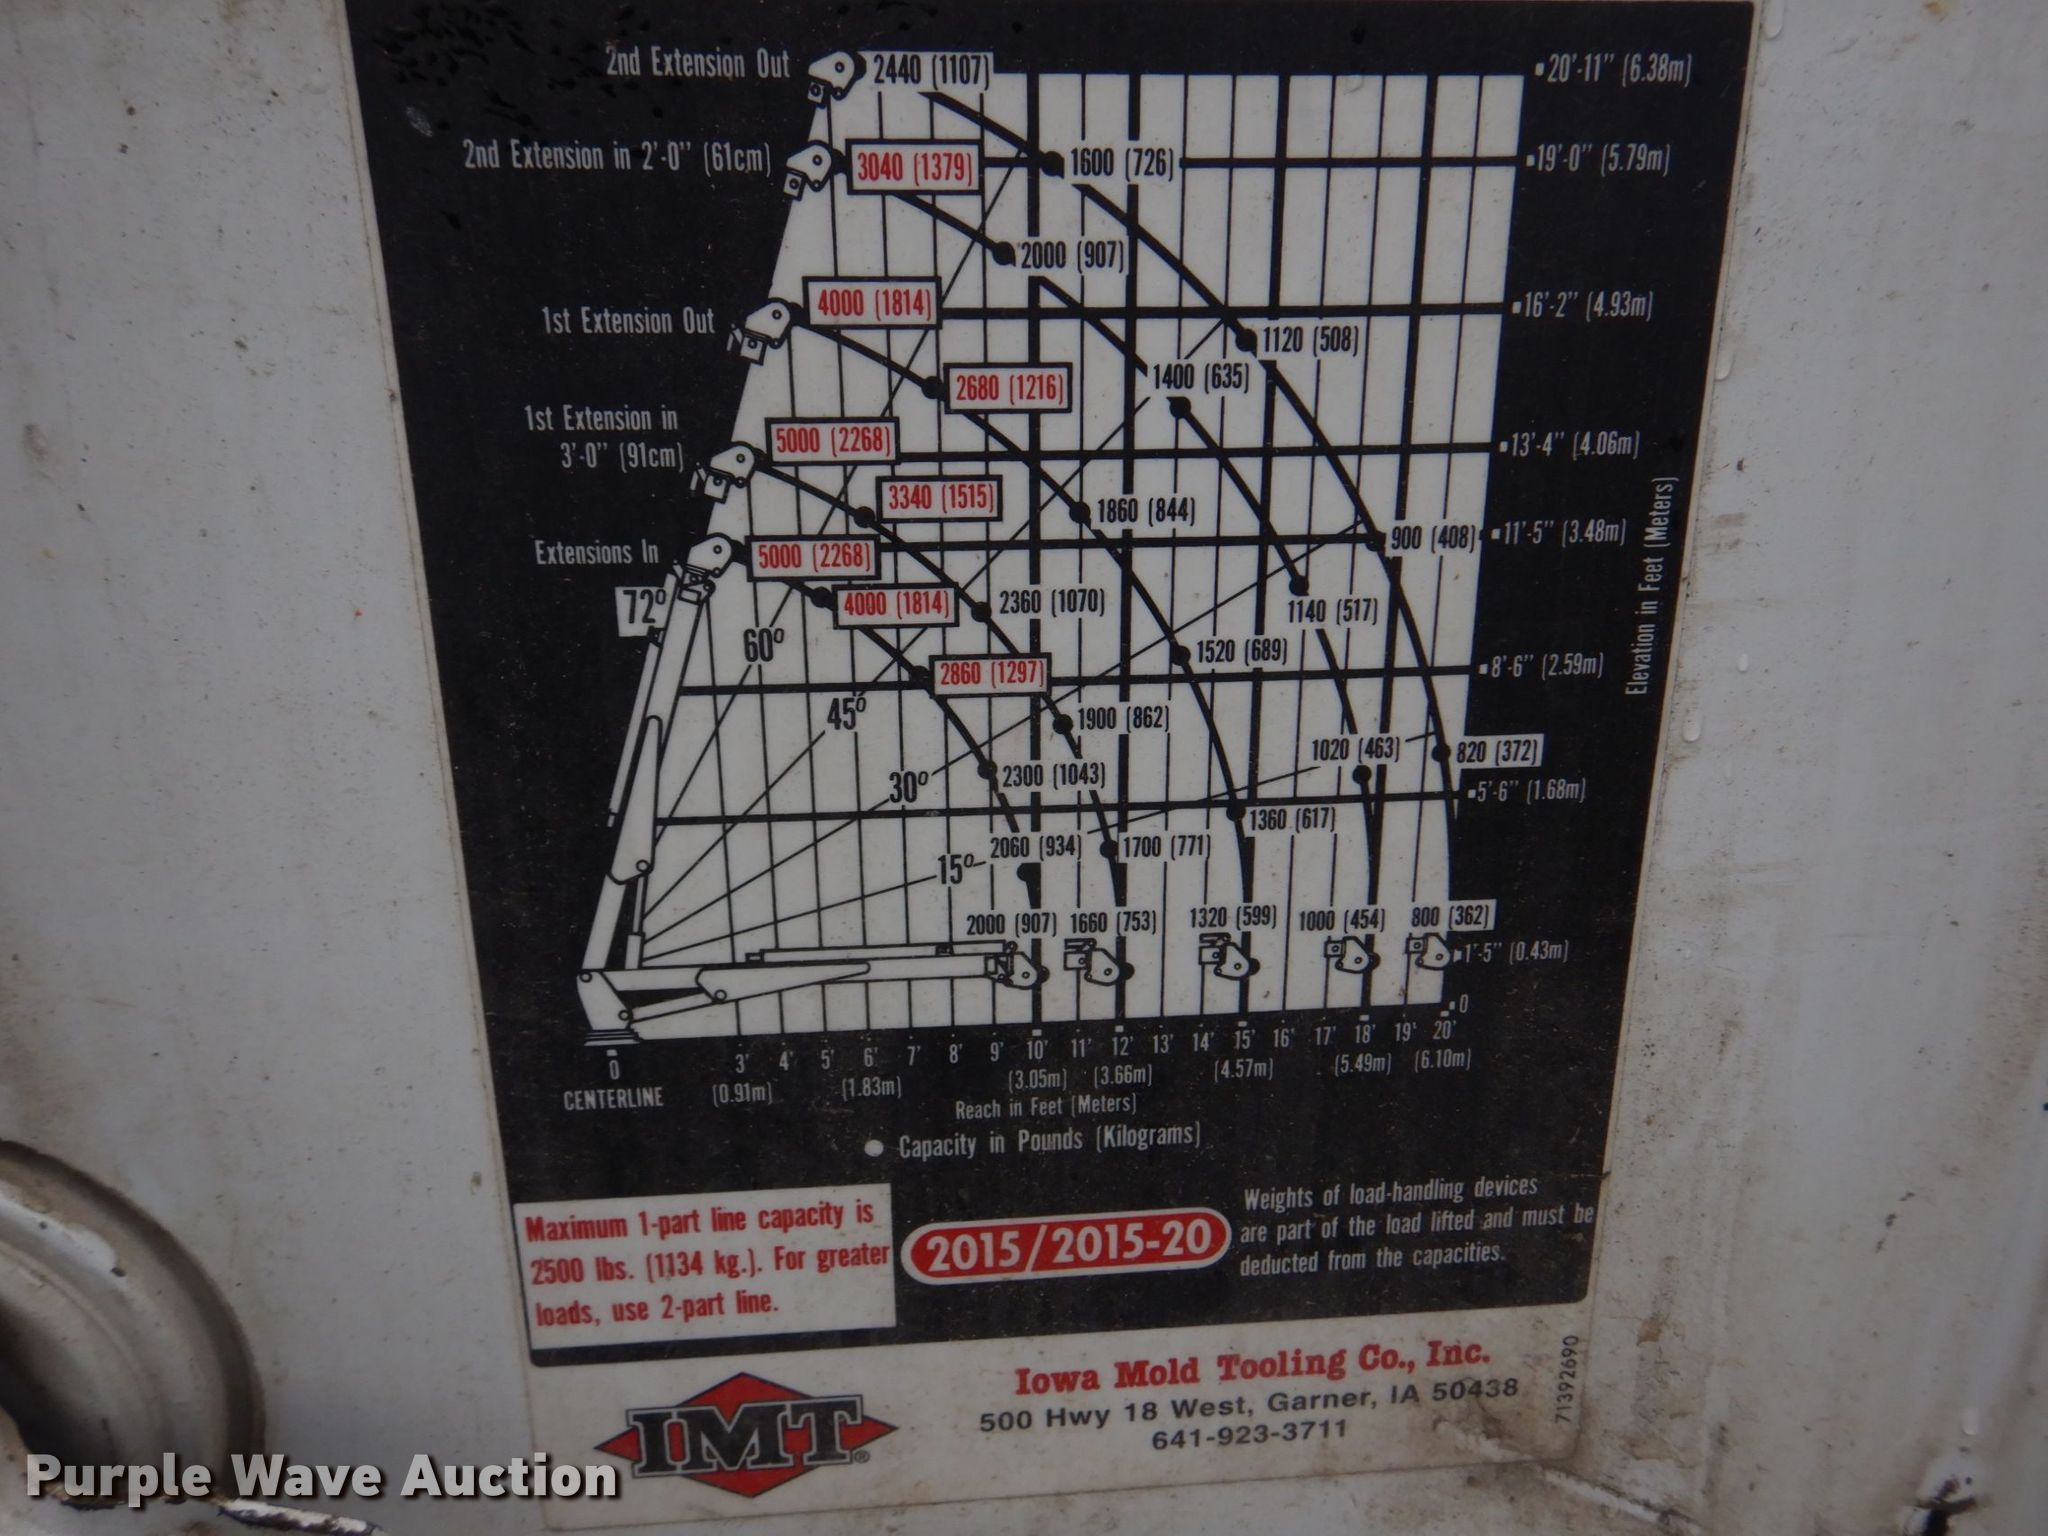 2nd Extension Out
2440 (1107)
20'-11" (6.38m)
2nd Extension in 2'-0" (61cm)
3040 (1379)
1600 (726)
19'-0" (5.79m)
2000 (907)
1st Extension Out
4000 (1814)
16'-2" (4.93m)
1120 (508)
2680 (1216)
1400 (635)
1st Extension in
3'-0" (91cm)
5000 (2268)
13'-4" (4.06m)
3340 (1515)
1860 (844)
Extensions In
5000 (2268)
900 (408)
11'-5" (3.48m)
72°
4000 (1814)
2360 (1070)
1140 (517)
60°
1520 (689)
Elevation in Feet (Meters)
2860 (1297)
8'-6" (2.59m)
45°
1900 (862)
30°
2300 (1043)
1020 (463)
820 (372)
5'-6" (1.68m)
15°
2060 (934)
1700 (771)
1360 (617)
2000 (907)
1660 (753)
1320 (599)
1000 (454)
800 (362)
1'-5" (0.43m)
0
0 3' 4' 5' 6' 7' 8' 9' 10' 11' 12' 13' 14' 15' 16' 17' 18' 19' 20'
CENTERLINE (0.91m) (1.83m) (3.05m) (3.66m) (4.57m) (5.49m) (6.10m)
Reach in Feet (Meters)
Capacity in Pounds (Kilograms)
Maximum 1-part line capacity is
2500 lbs. (1134 kg.). For greater
loads, use 2-part line.
2015/2015-20
Weights of load-handling devices
are part of the load lifted and must be
deducted from the capacities.
IMT®
Iowa Mold Tooling Co., Inc.
500 Hwy 18 West, Garner, IA 50438
641-923-3711
71392690
Purple Wave Auction